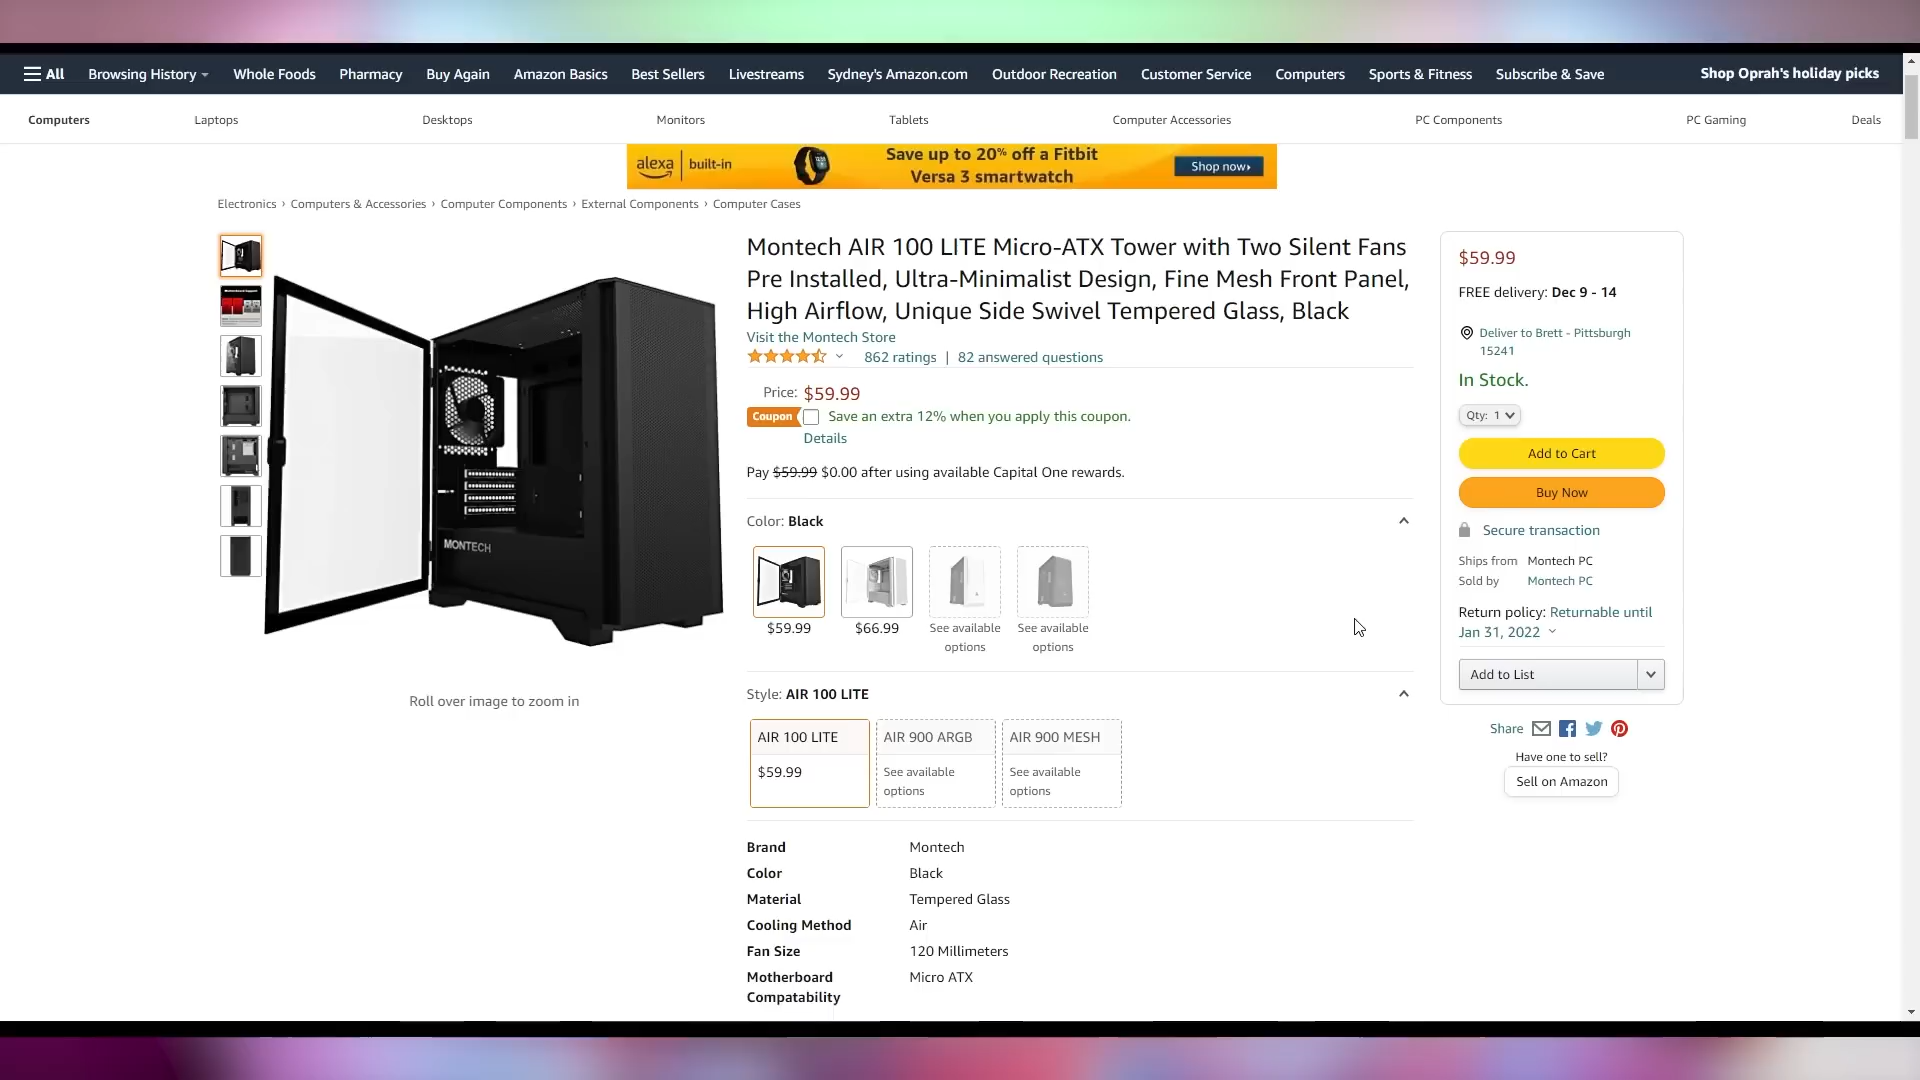 All Browsing History Whole Foods Pharmacy Buy Again Amazon Basics Best Sellers Livestreams Sydney's Amazon.com Outdoor Recreation Customer Service Computers Sports & Fitness Subscribe & Save Shop Oprah's holiday picks
Computers Laptops Desktops Monitors Tablets Computer Accessories PC Components PC Gaming Deals
alexa | built-in
Save up to 20% off a Fitbit
Versa 3 smartwatch
Shop now›
Electronics › Computers & Accessories › Computer Components › External Components › Computer Cases
MONTECH
Roll over image to zoom in
Montech AIR 100 LITE Micro-ATX Tower with Two Silent Fans
Pre Installed, Ultra-Minimalist Design, Fine Mesh Front Panel,
High Airflow, Unique Side Swivel Tempered Glass, Black
Visit the Montech Store
862 ratings | 82 answered questions
Price: $59.99
Coupon Save an extra 12% when you apply this coupon.
Details
Pay $59.99 $0.00 after using available Capital One rewards.
Color: Black
$59.99 $66.99 See available See available
options options
Style: AIR 100 LITE
AIR 100 LITE AIR 900 ARGB AIR 900 MESH
$59.99 See available See available
options options
Brand Montech
Color Black
Material Tempered Glass
Cooling Method Air
Fan Size 120 Millimeters
Motherboard Micro ATX
Compatability
$59.99
FREE delivery: Dec 9 - 14
Deliver to Brett - Pittsburgh
15241
In Stock.
Qty: 1
Add to Cart
Buy Now
Secure transaction
Ships from Montech PC
Sold by Montech PC
Return policy: Returnable until
Jan 31, 2022
Add to List
Share
Have one to sell?
Sell on Amazon